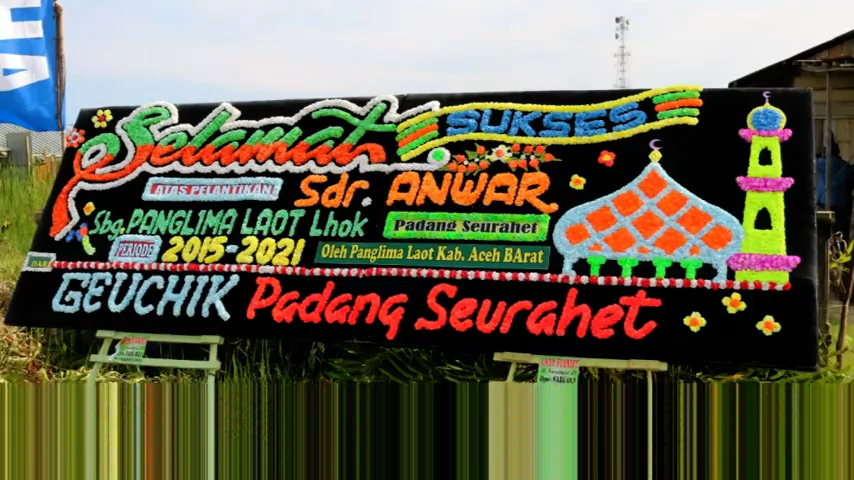 Selamat SUKSES
ATAS PELANTIKAN Sdr. ANWAR
Sbg. PANGLIMA LAOT Lhok Padang Seurahet
PERIODE 2015-2021 Oleh Panglima Laot Kab. Aceh BArat
DARI
GEUCHIK Padang Seurahet